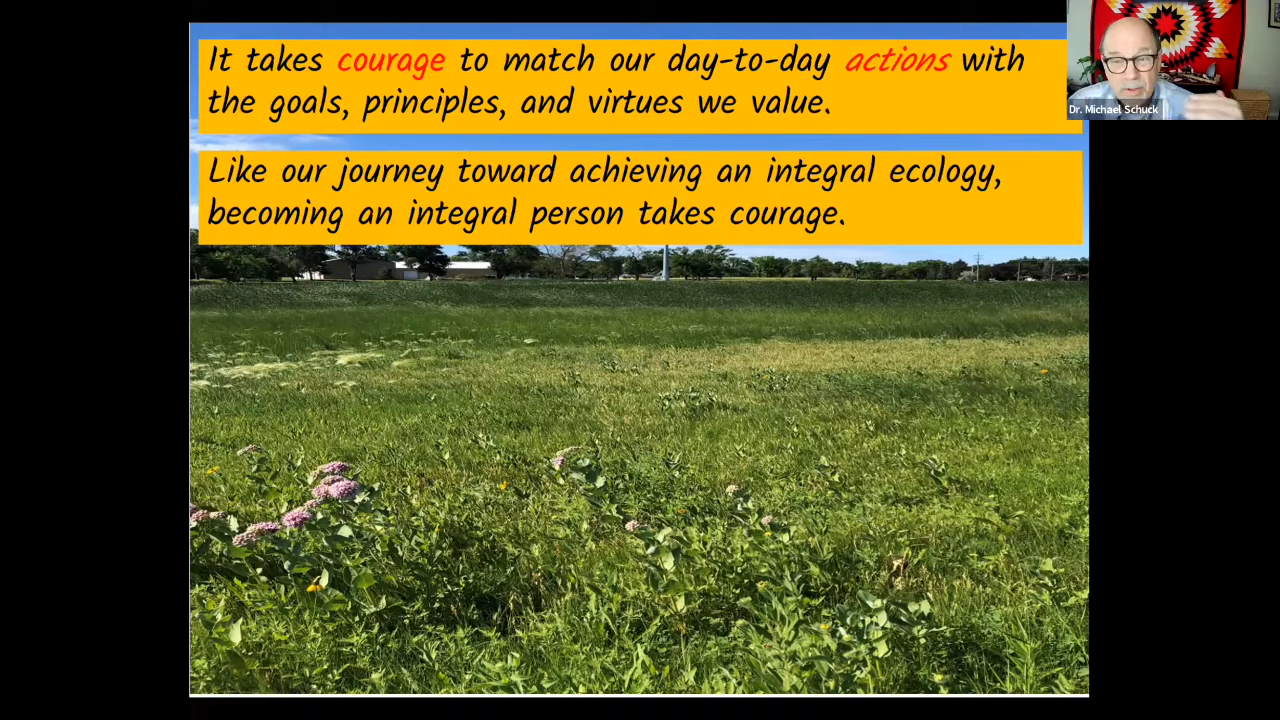 It takes courage to match our day-to-day actions with
the goals, principles, and virtues we value.
Like our journey toward achieving an integral ecology,
becoming an integral person takes courage.
Dr. Michael Schuck